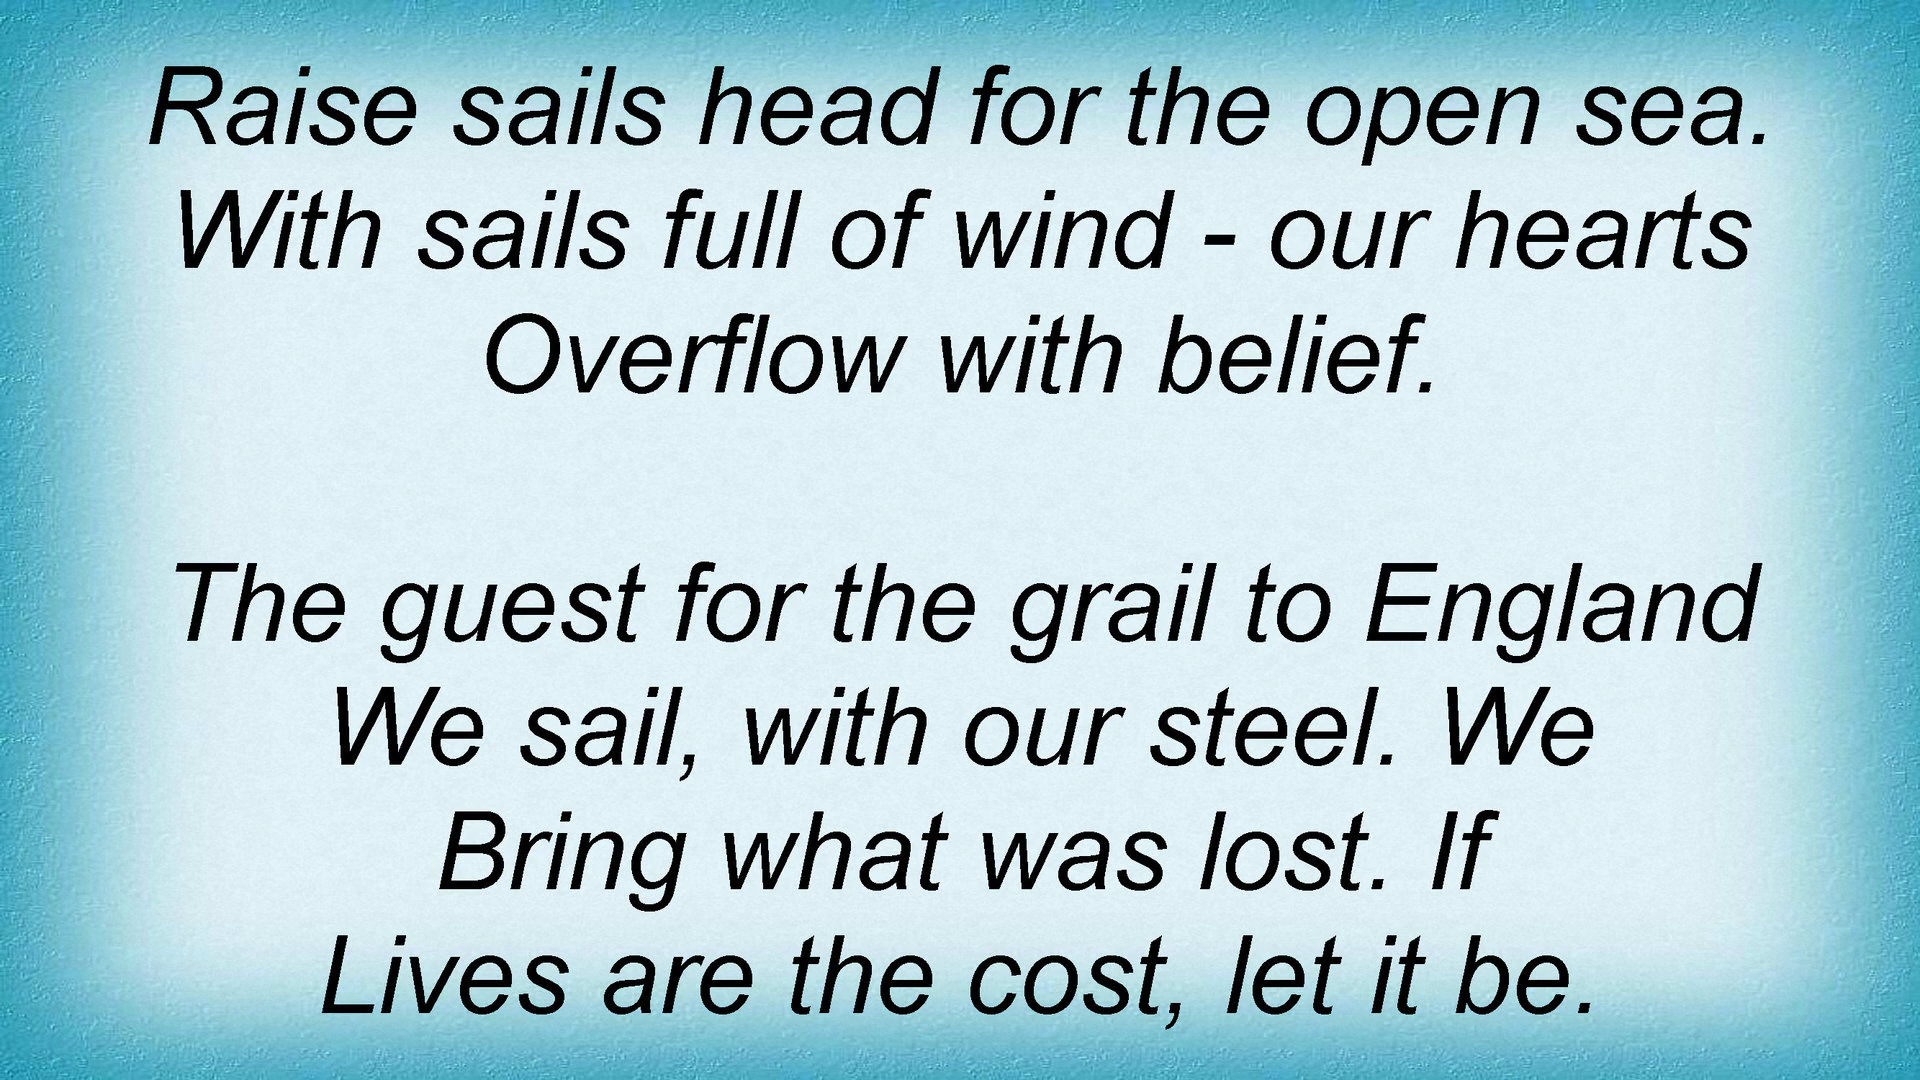 Raise sails head for the open sea.
With sails full of wind - our hearts
Overflow with belief.
The guest for the grail to England
We sail, with our steel. We
Bring what was lost. If
Lives are the cost, let it be.